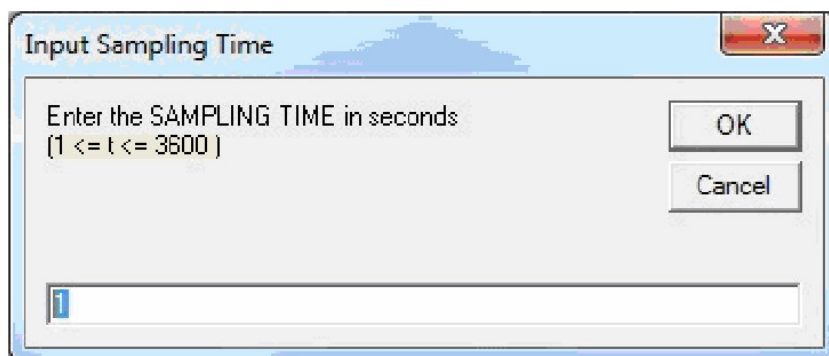 Input Sampling Time
X
Enter the SAMPLING TIME in seconds
(1 <= t <= 3600 )
OK
Cancel
1